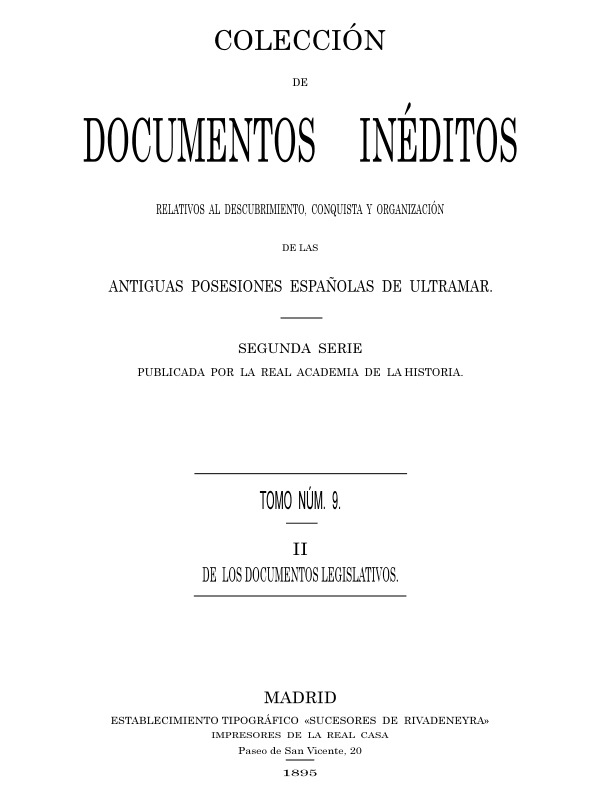 COLECCIÓN
DE
DOCUMENTOS INÉDITOS
RELATIVOS AL DESCUBRIMIENTO, CONQUISTA Y ORGANIZACIÓN
DE LAS
ANTIGUAS POSESIONES ESPAÑOLAS DE ULTRAMAR.
SEGUNDA SERIE
PUBLICADA POR LA REAL ACADEMIA DE LA HISTORIA.
TOMO NÚM. 9.
II
DE LOS DOCUMENTOS LEGISLATIVOS.
MADRID
ESTABLECIMIENTO TIPOGRÁFICO «SUCESORES DE RIVADENEYRA»
IMPRESORES DE LA REAL CASA
Paseo de San Vicente, 20
1895